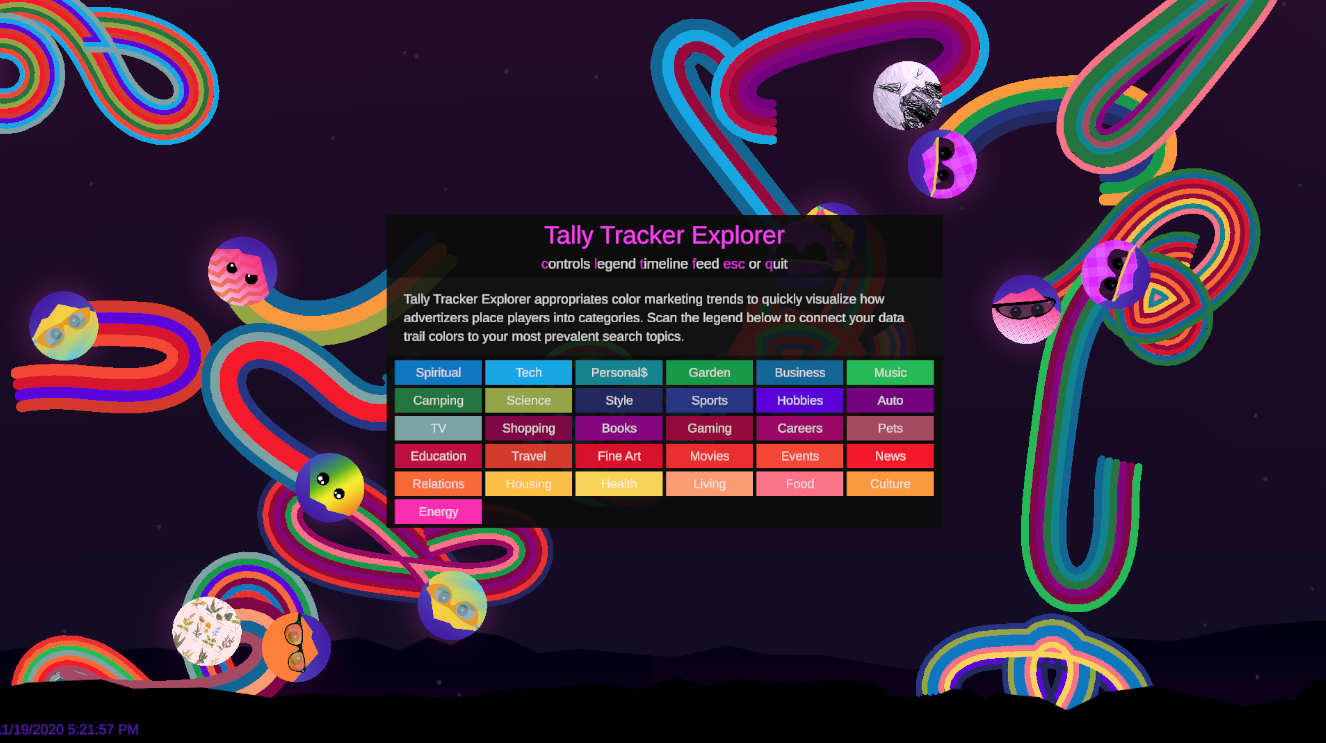 Tally Tracker Explorer
controls legend timeline feed esc or quit
Tally Tracker Explorer appropriates color marketing trends to quickly visualize how
advertizers place players into categories. Scan the legend below to connect your data
trail colors to your most prevalent search topics.
Spiritual Tech Personal$ Garden Business Music
Camping Science Style Sports Hobbies Auto
TV Shopping Books Gaming Careers Pets
Education Travel Fine Art Movies Events News
Relations Housing Health Living Food Culture
Energy
11/19/2020 5:21:57 PM